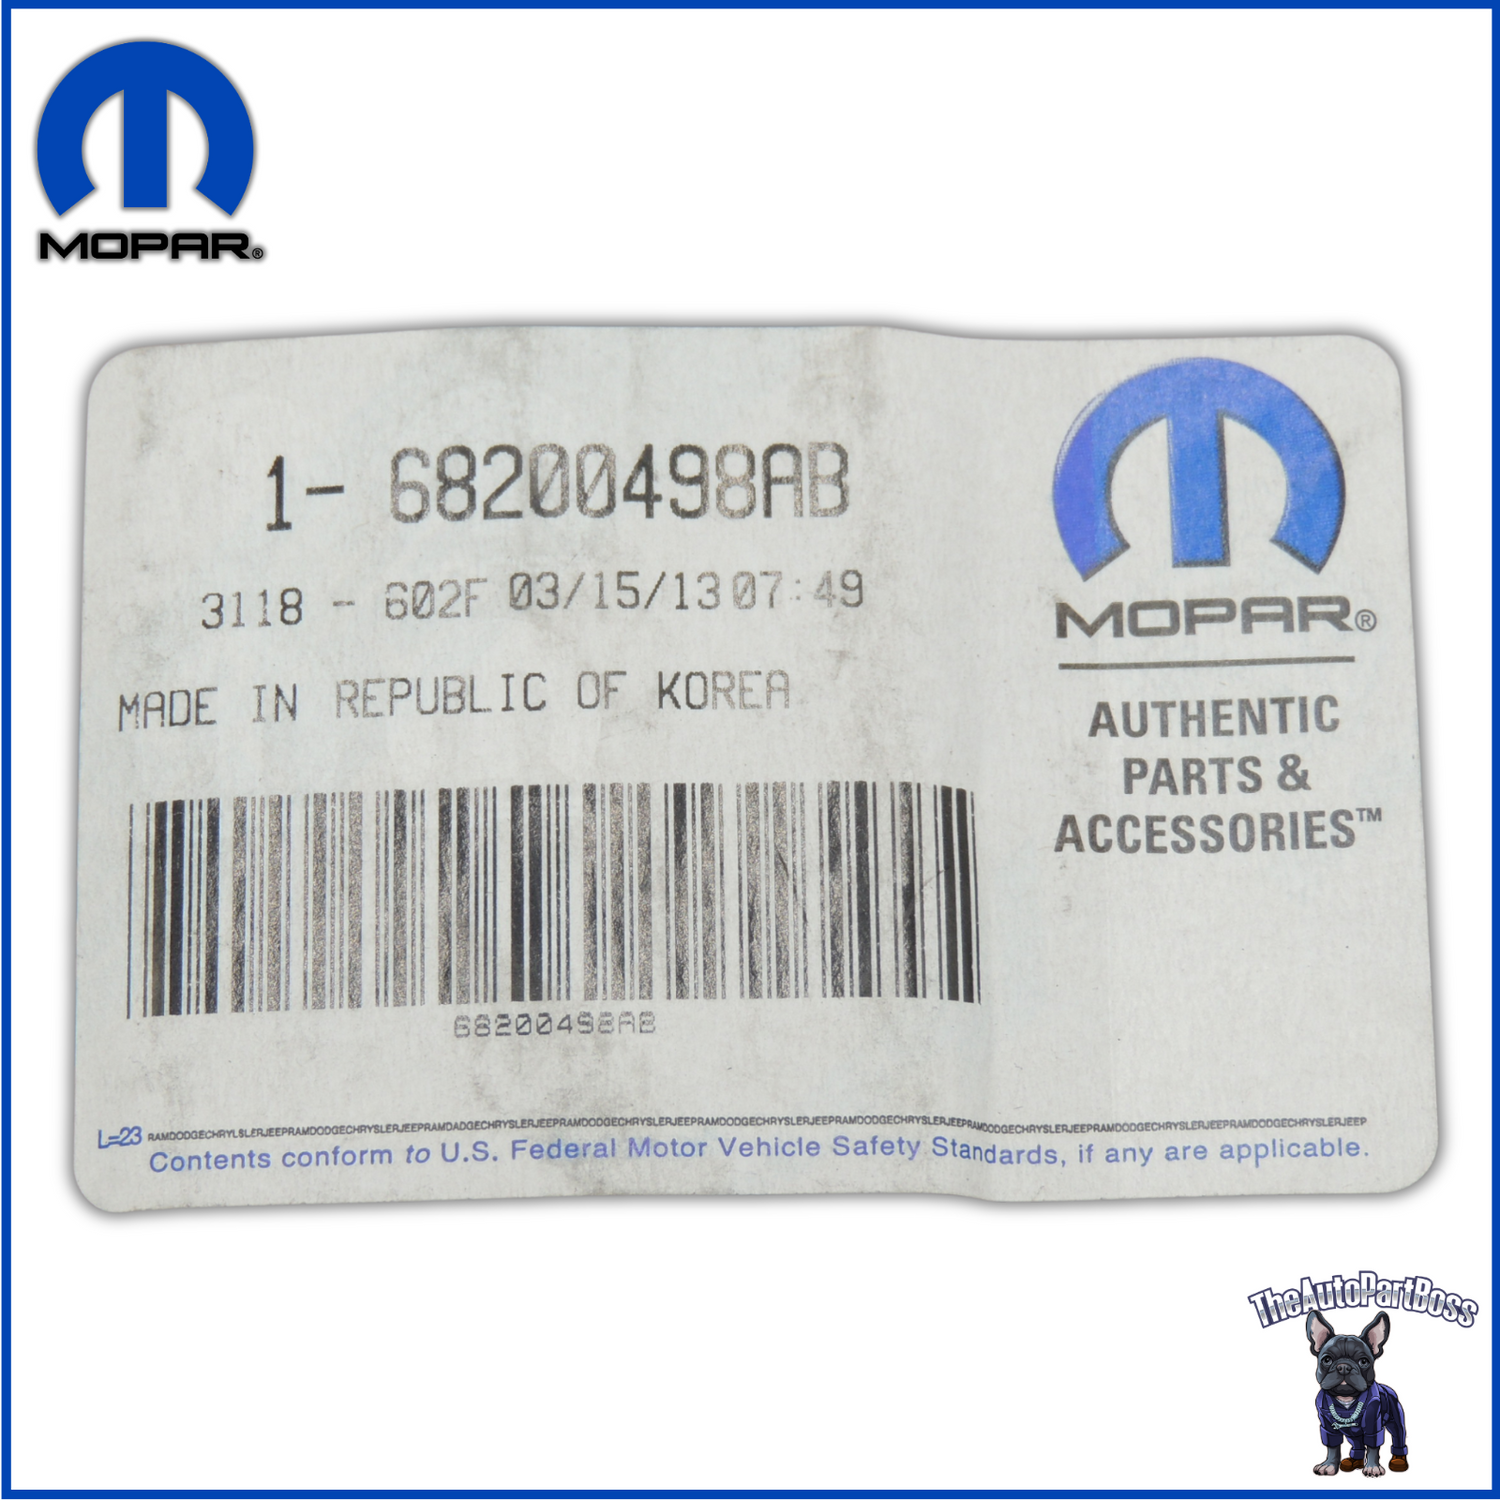 MOPAR®
1- 68200498AB
3118 - 602F 03/15/13 07:49
MADE IN REPUBLIC OF KOREA
68200498AB
MOPAR®
AUTHENTIC
PARTS &
ACCESSORIES™
L=23 RAMDODGECHRYLSLERJEEPRAMDODGECHRYSLERJEEPRAMDADGECHRYSLERJEEPRAMDODGECHRYSLERJEEPRAMDODGECHRYSLERJEEPRAMDODGECHRYSLERJEEPRAMDODGECHRYSLERJEEPRAMDODGECHRYSLERJEEP
Contents conform to U.S. Federal Motor Vehicle Safety Standards, if any are applicable.
TheAutoPartBoss